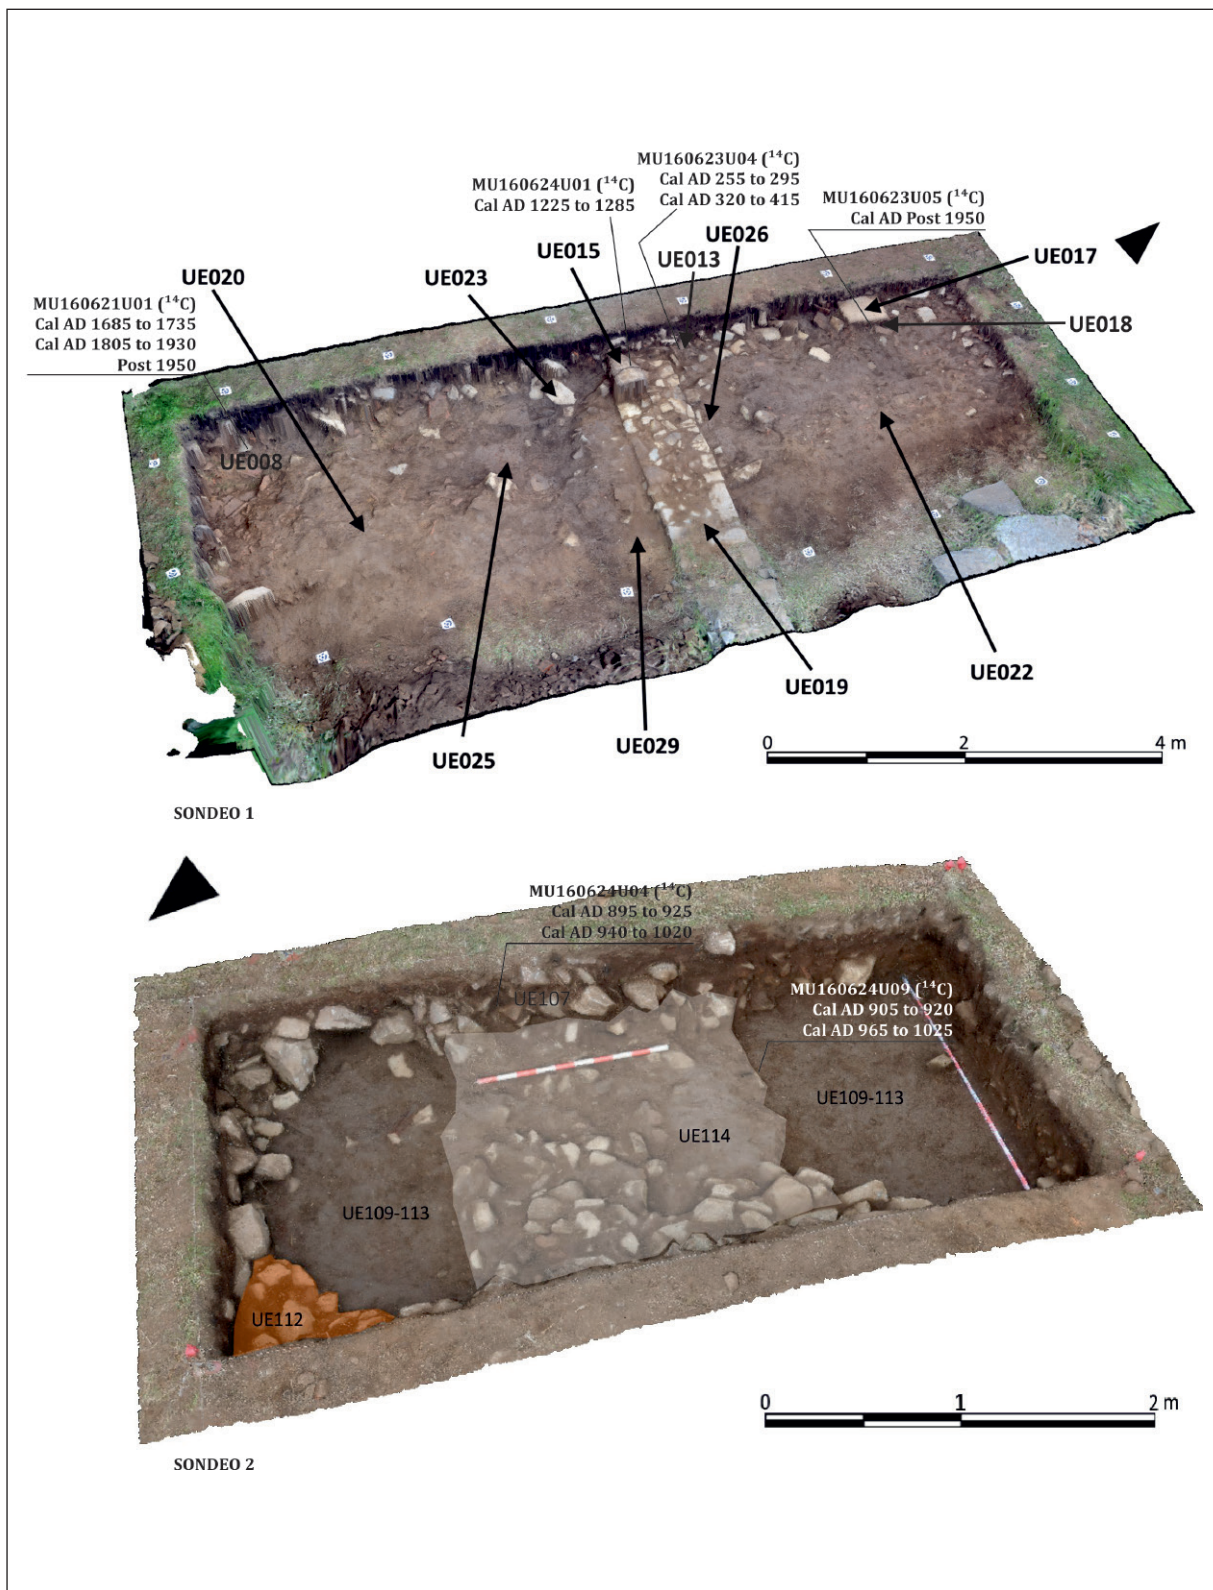 MU160623U04 (¹⁴C)
Cal AD 255 to 295
Cal AD 320 to 415
MU160624U01 (¹⁴C)
Cal AD 1225 to 1285
MU160623U05 (¹⁴C)
Cal AD Post 1950
UE026
UE015
UE013
UE017
UE023
UE020
MU160621U01 (¹⁴C)
Cal AD 1685 to 1735
Cal AD 1805 to 1930
Post 1950
UE018
UE008
UE022
UE019
UE029
UE025
0 2 4 m
SONDEO 1
MU160624U04 (¹⁴C)
Cal AD 895 to 925
Cal AD 940 to 1020
UE107
MU160624U09 (¹⁴C)
Cal AD 905 to 920
Cal AD 965 to 1025
UE109-113
UE114
UE109-113
UE112
0 1 2 m
SONDEO 2